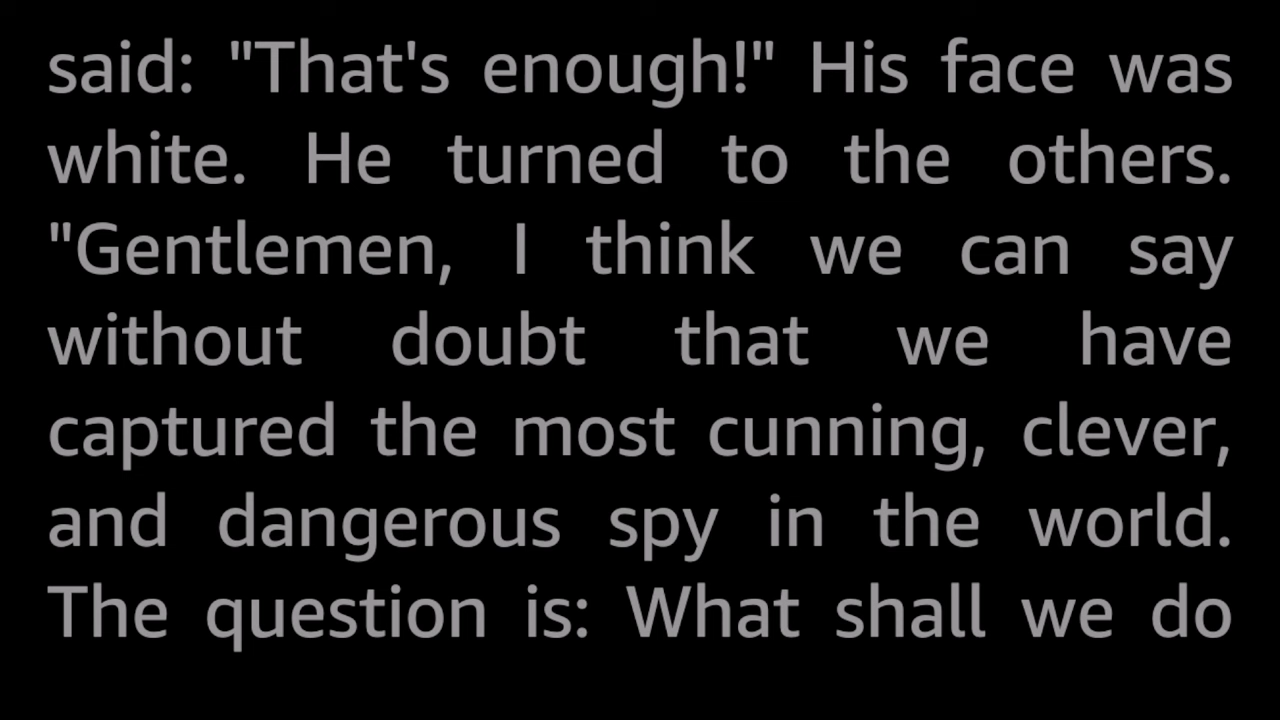 said: "That's enough!" His face was
white. He turned to the others.
"Gentlemen, I think we can say
without doubt that we have
captured the most cunning, clever,
and dangerous spy in the world.
The question is: What shall we do